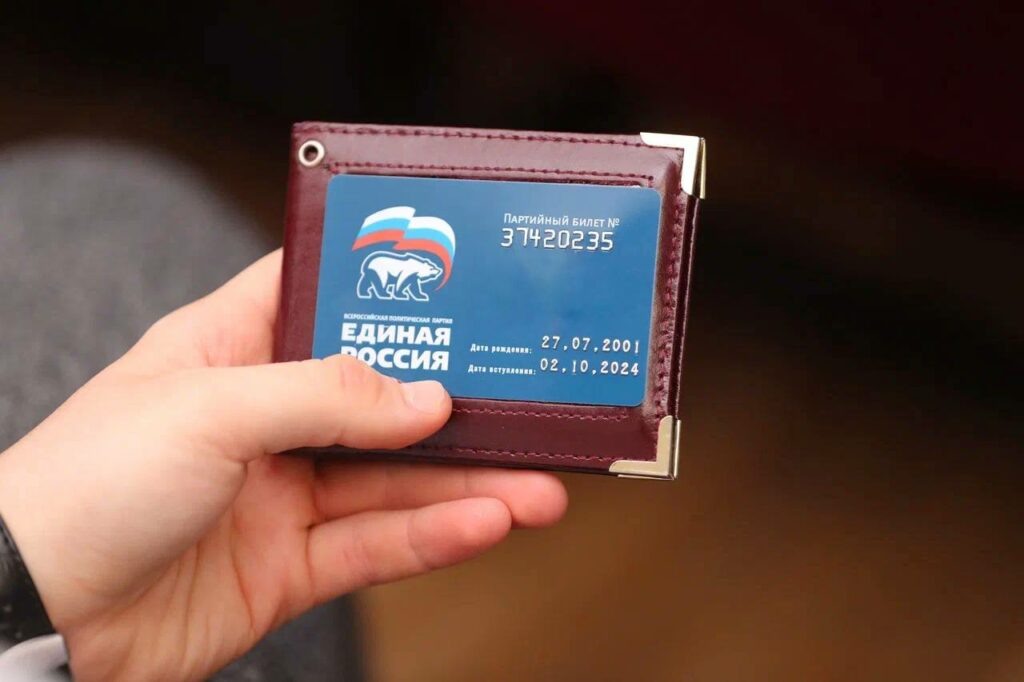 Партийный билет №
37420235
ВСЕРОССИЙСКАЯ ПОЛИТИЧЕСКАЯ ПАРТИЯ
ЕДИНАЯ
РОССИЯ
Дата рождения: 27.07.2001
Дата вступления: 02.10.2024